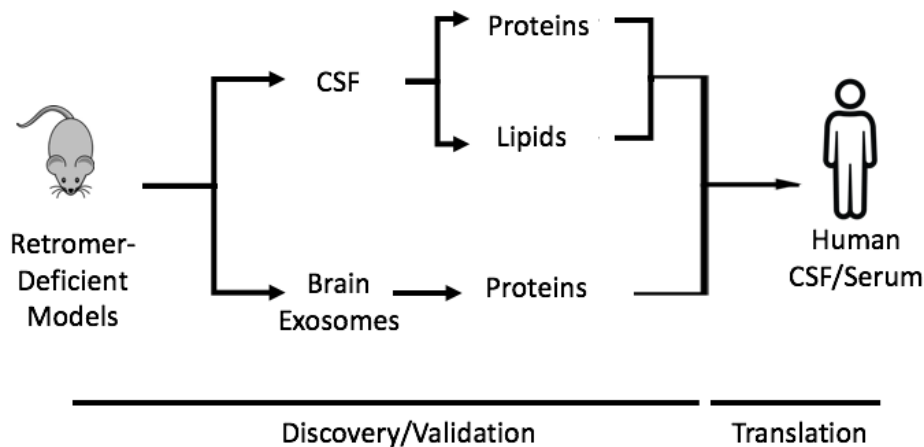 Proteins
CSF
Lipids
Retromer-
Deficient
Models
Brain
Exosomes
Proteins
Human
CSF/Serum
Discovery/Validation
Translation